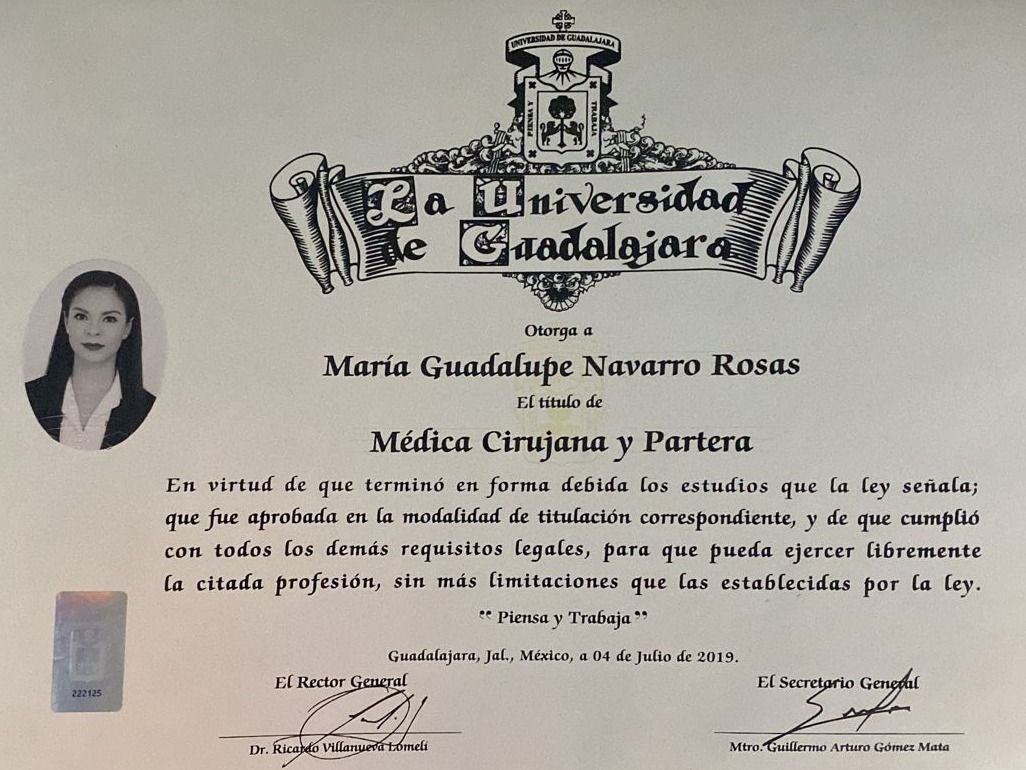 UNIVERSIDAD DE GUADALAJARA
PIENSA Y
TRABAJA
La Universidad
de Guadalajara
Otorga a
María Guadalupe Navarro Rosas
El título de
Médica Cirujana y Partera
En virtud de que terminó en forma debida los estudios que la ley señala;
que fue aprobada en la modalidad de titulación correspondiente, y de que cumplió
con todos los demás requisitos legales, para que pueda ejercer libremente
la citada profesión, sin más limitaciones que las establecidas por la ley.
“ Piensa y Trabaja ”
Guadalajara, Jal., México, a 04 de Julio de 2019.
El Rector General
El Secretario General
222125
Dr. Ricardo Villanueva Lomelí
Mtro. Guillermo Arturo Gómez Mata